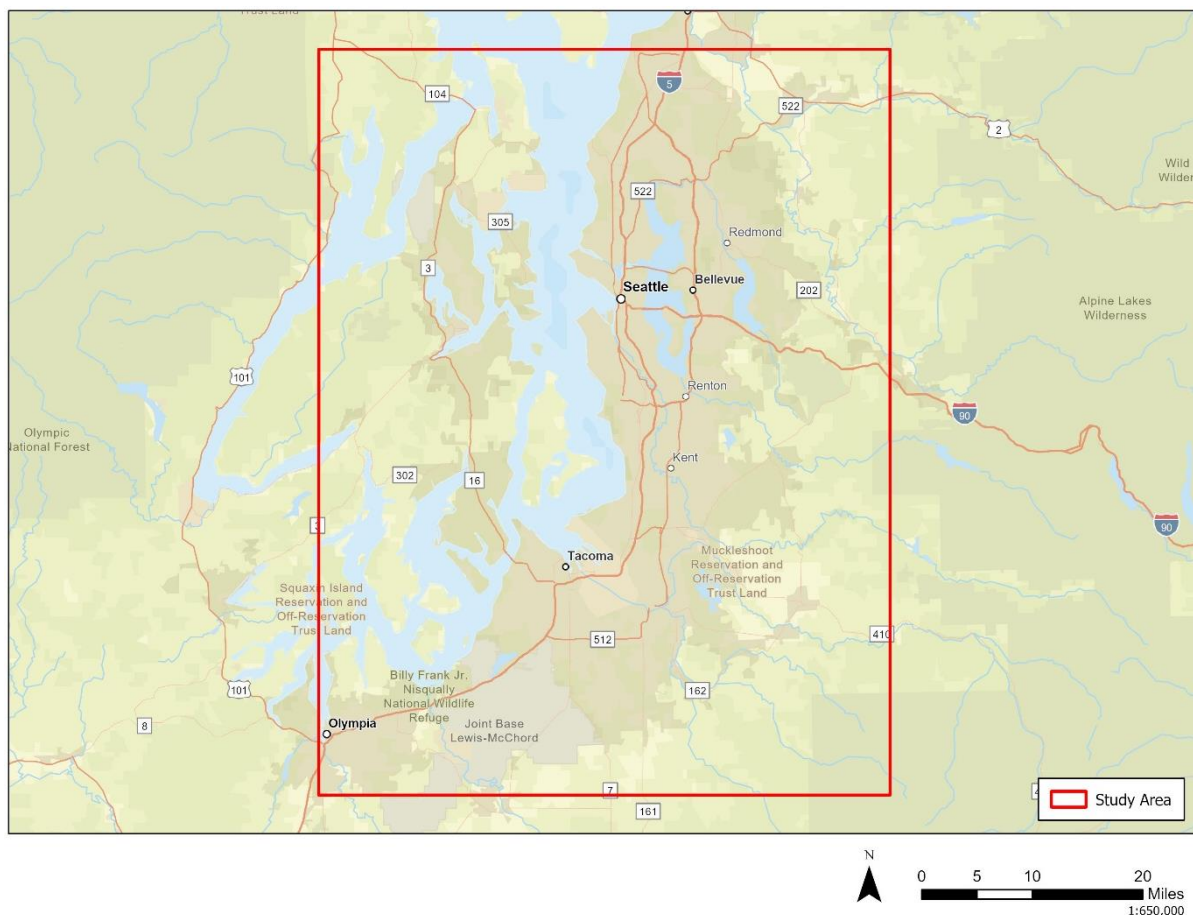 Trust Land
5
104
522
2
Wild
Wilder
522
305
Redmond
3
Bellevue
Seattle
202
Alpine Lakes
Wilderness
101
Renton
90
Olympic
National Forest
Kent
302
16
3
90
Tacoma
Muckleshoot
Reservation and
Off-Reservation
Trust Land
Squaxin Island
Reservation and
Off-Reservation
Trust Land
512
410
Billy Frank Jr.
Nisqually
National Wildlife
Refuge
101
162
8
Olympia
Joint Base
Lewis-McChord
7
161
Study Area
N
0 5 10 20
Miles
1:650,000